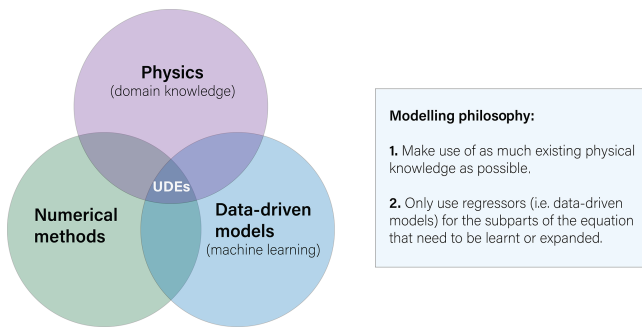 Physics
(domain knowledge)
UDEs
Numerical
methods
Data-driven
models
(machine learning)
Modelling philosophy:
1. Make use of as much existing physical
knowledge as possible.
2. Only use regressors (i.e. data-driven
models) for the subparts of the equation
that need to be learnt or expanded.